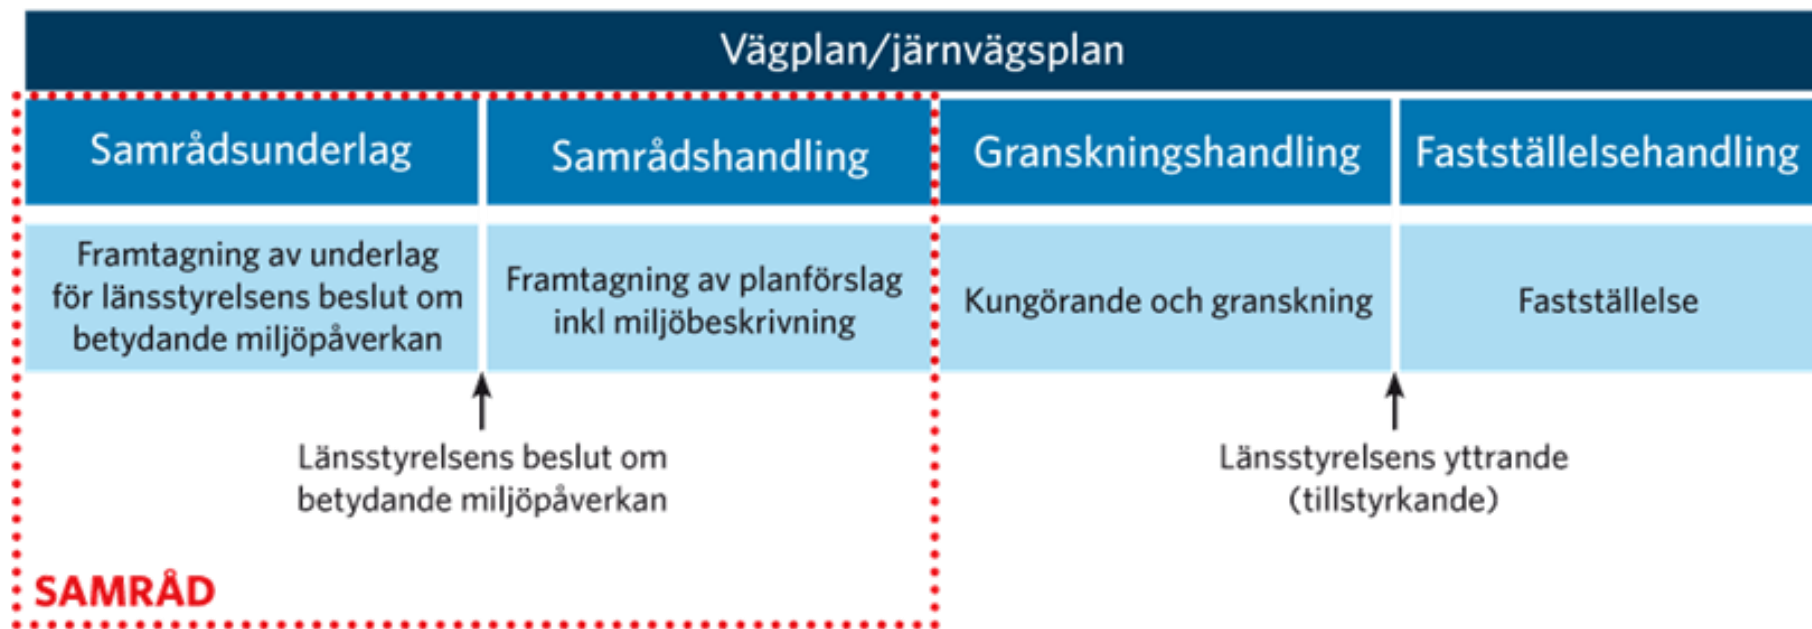 Vägplan/järnvägsplan
Samrådsunderlag
Samrådshandling
Granskningshandling
Fastställelsehandling
Framtagning av underlag
för länsstyrelsens beslut om
betydande miljöpåverkan
Framtagning av planförslag
inkl miljöbeskrivning
Kungörande och granskning
Fastställelse
Länsstyrelsens beslut om
betydande miljöpåverkan
Länsstyrelsens yttrande
(tillstyrkande)
SAMRÅD